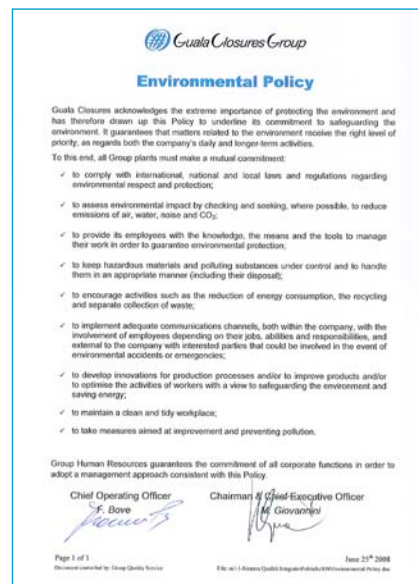 Guala Closures Group
Environmental Policy
Guala Closures acknowledges the extreme importance of protecting the environment and
has therefore drawn up this Policy to underline its commitment to safeguarding the
environment. It guarantees that matters related to the environment receive the right level of
priority, as regards both the company's daily and longer-term activities.
To this end, all Group plants must make a mutual commitment:
✓ to comply with international, national and local laws and regulations regarding
environmental respect and protection;
✓ to assess environmental impact by checking and seeking, where possible, to reduce
emissions of air, water, noise and CO₂;
✓ to provide its employees with the knowledge, the means and the tools to manage
their work in order to guarantee environmental protection;
✓ to keep hazardous materials and polluting substances under control and to handle
them in an appropriate manner (including their disposal);
✓ to encourage activities such as the reduction of energy consumption, the recycling
and separate collection of waste;
✓ to implement adequate communications channels, both within the company, with the
involvement of employees depending on their jobs, abilities and responsibilities, and
external to the company with interested parties that could be involved in the event of
environmental accidents or emergencies;
✓ to develop innovations for production processes and/or to improve products and/or
to optimise the activities of workers with a view to safeguarding the environment and
saving energy;
✓ to maintain a clean and tidy workplace;
✓ to take measures aimed at improvement and preventing pollution.
Group Human Resources guarantees the commitment of all corporate functions in order to
adopt a management approach consistent with this Policy.
Chief Operating Officer Chairman & Chief Executive Officer
F. Bove M. Giovannini
Page 1 of 1 June 25th 2008
Document controlled by Group Quality Service